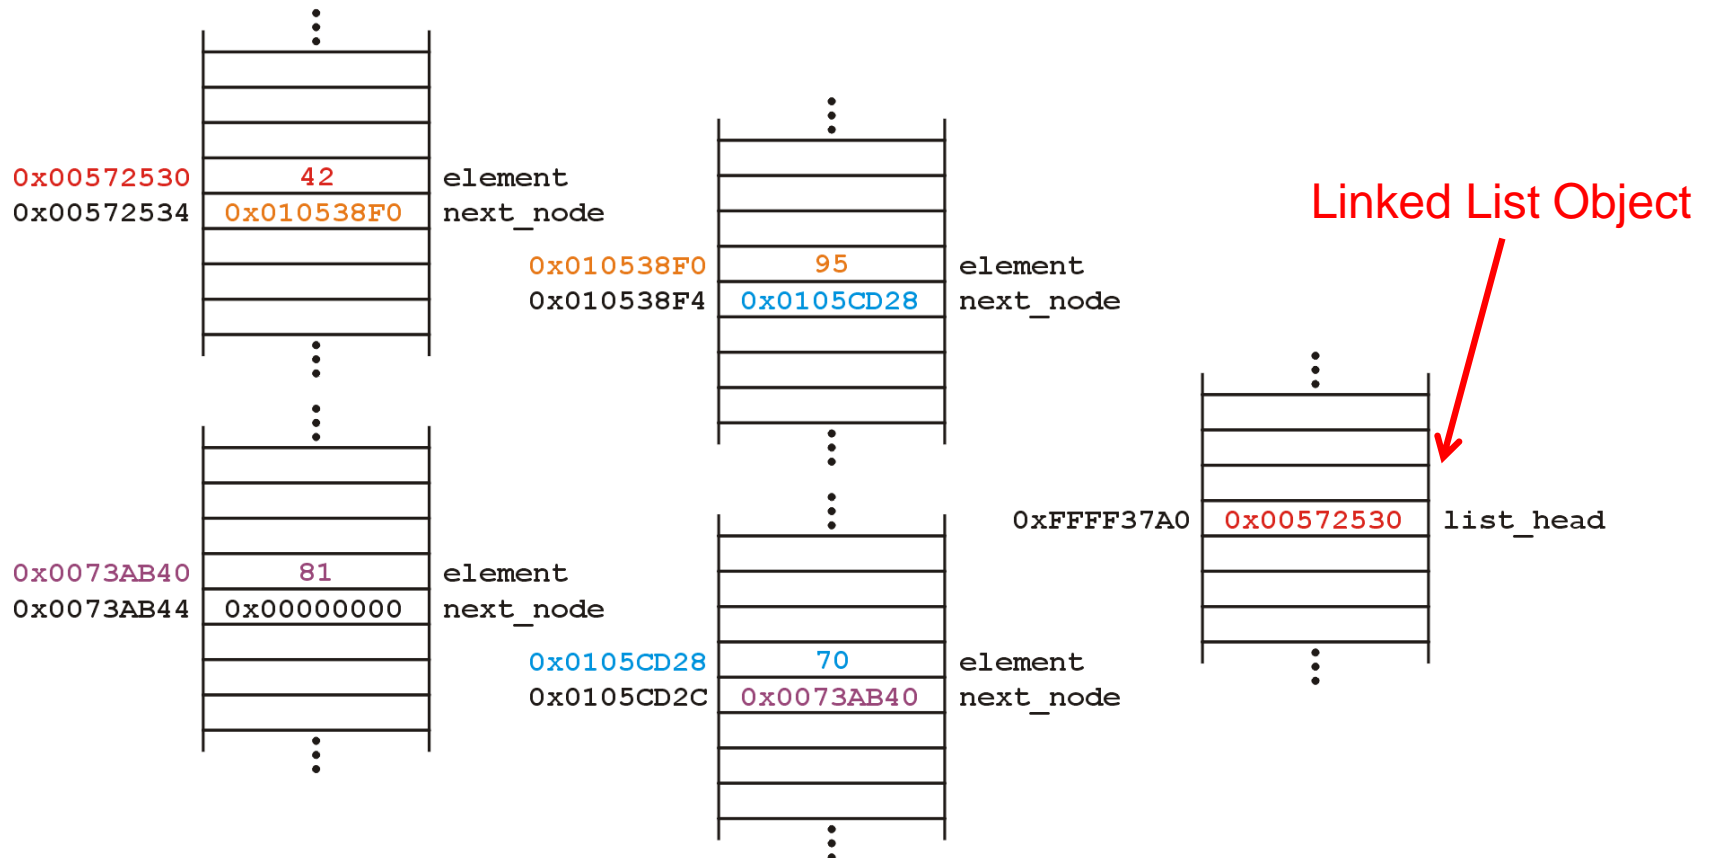 0x00572530 42 element
0x00572534 0x010538F0 next_node
0x010538F0 95 element
0x010538F4 0x0105CD28 next_node
Linked List Object
0xFFFF37A0 0x00572530 list_head
0x0073AB40 81 element
0x0073AB44 0x00000000 next_node
0x0105CD28 70 element
0x0105CD2C 0x0073AB40 next_node